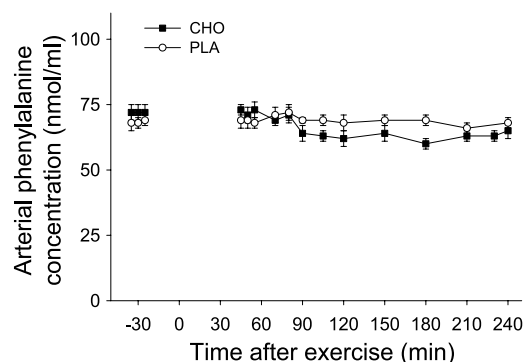 CHO
PLA
100
75
50
25
0
-30 0 30 60 90 120 150 180 210 240
Arterial phenylalanine
concentration (nmol/ml)
Time after exercise (min)